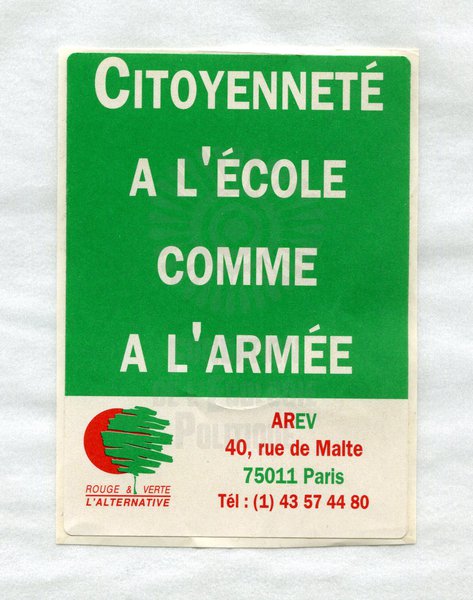 CITOYENNETÉ
A L'ÉCOLE
COMME
A L'ARMÉE
AREV
40, rue de Malte
75011 Paris
Tél : (1) 43 57 44 80
ROUGE & VERTE
L'ALTERNATIVE